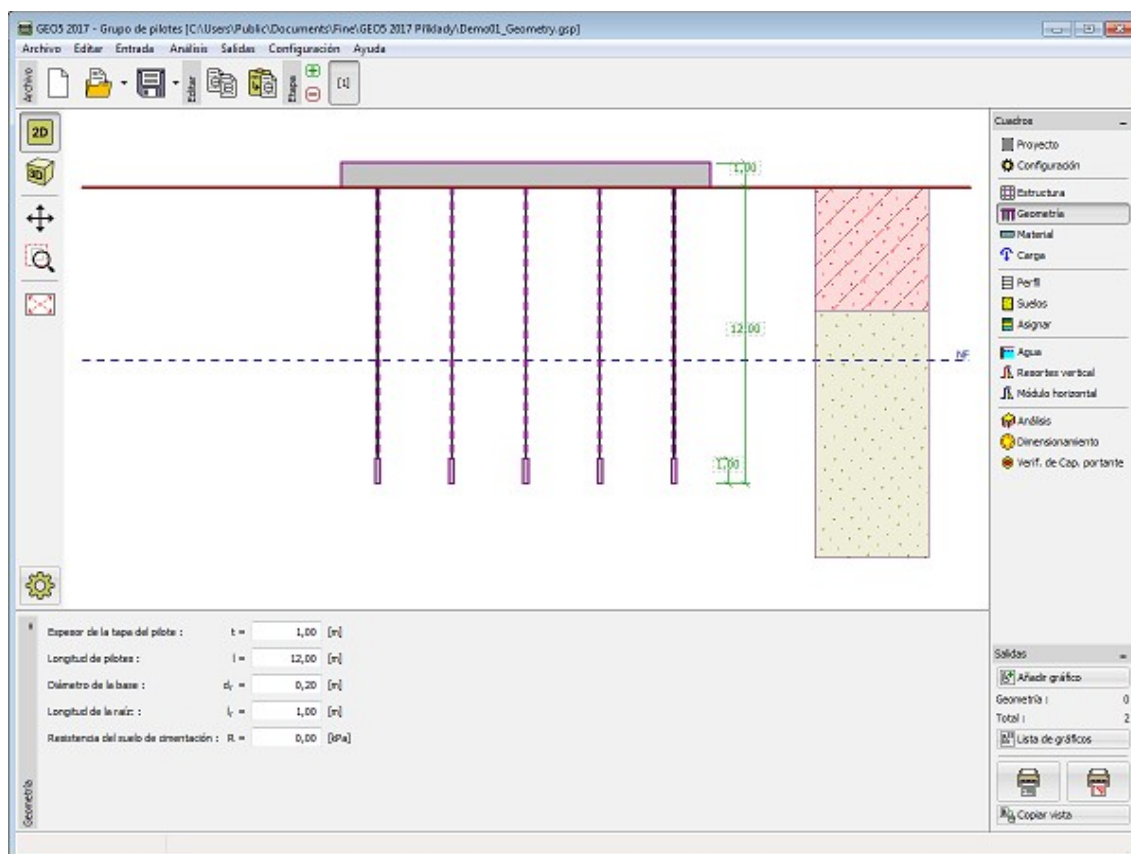 GEO5 2017 - Grupo de pilotes [C:\Users\Public\Documents\Fine\GEO5 2017 Příklady\Demo01_Geometry.gsp]
Archivo Editar Entrada Análisis Salidas Configuración Ayuda
Archivo
Editar
Etapa
[1]
2D
3D
1,00
12,00
1,00
NF
Cuadros
Proyecto
Configuración
Estructura
Geometría
Material
Carga
Perfil
Suelos
Asignar
Agua
Resortes vertical
Módulo horizontal
Análisis
Dimensionamiento
Verif. de Cap. portante
Geometría
Espesor de la tapa del pilote : t = 1,00 [m]
Longitud de pilotes : l = 12,00 [m]
Diámetro de la base : dr = 0,20 [m]
Longitud de la raíz : lr = 1,00 [m]
Resistencia del suelo de cimentación : R = 0,00 [kPa]
Salidas
Añadir gráfico
Geometría : 0
Total : 2
Lista de gráficos
Copiar vista